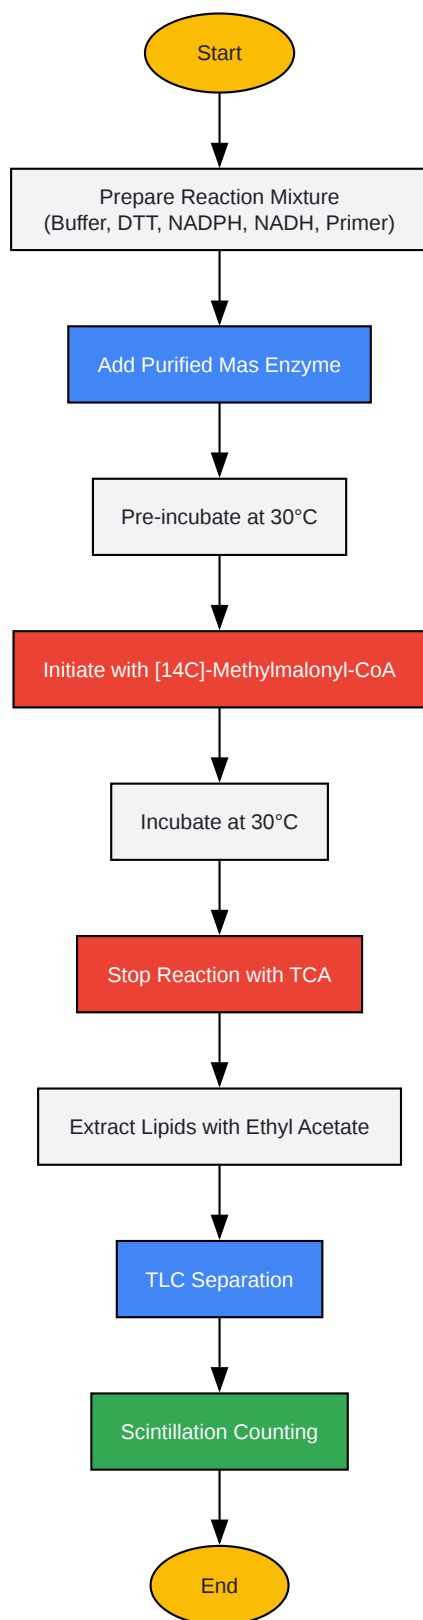 Start
Prepare Reaction Mixture
(Buffer, DTT, NADPH, NADH, Primer)
Add Purified Mas Enzyme
Pre-incubate at 30°C
Initiate with [14C]-Methylmalonyl-CoA
Incubate at 30°C
Stop Reaction with TCA
Extract Lipids with Ethyl Acetate
TLC Separation
Scintillation Counting
End